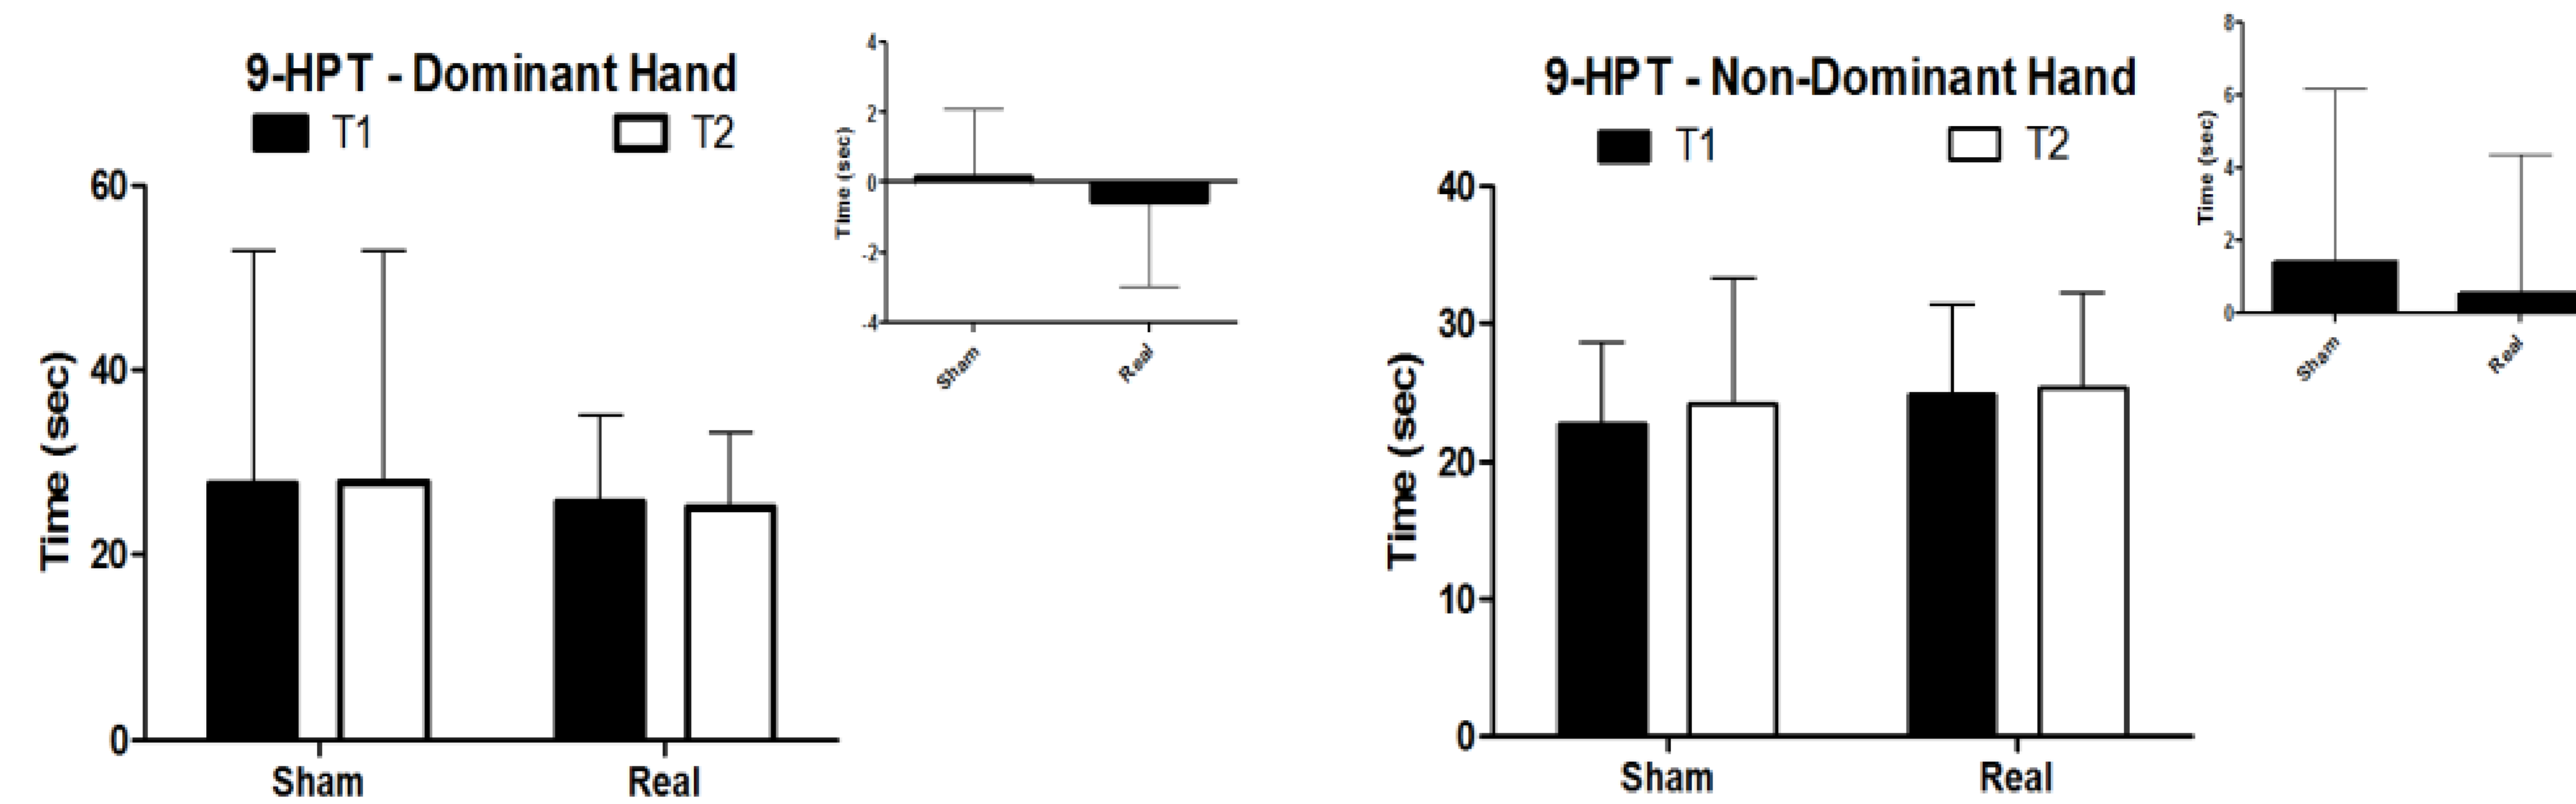 9-HPT - Dominant Hand
T1 T2
Time (sec)
60
40
20
0
Sham Real
Time (sec)
4
2
0
-2
-4
Sham Real
9-HPT - Non-Dominant Hand
T1 T2
Time (sec)
40
30
20
10
0
Sham Real
Time (sec)
8
6
4
2
0
Sham Real